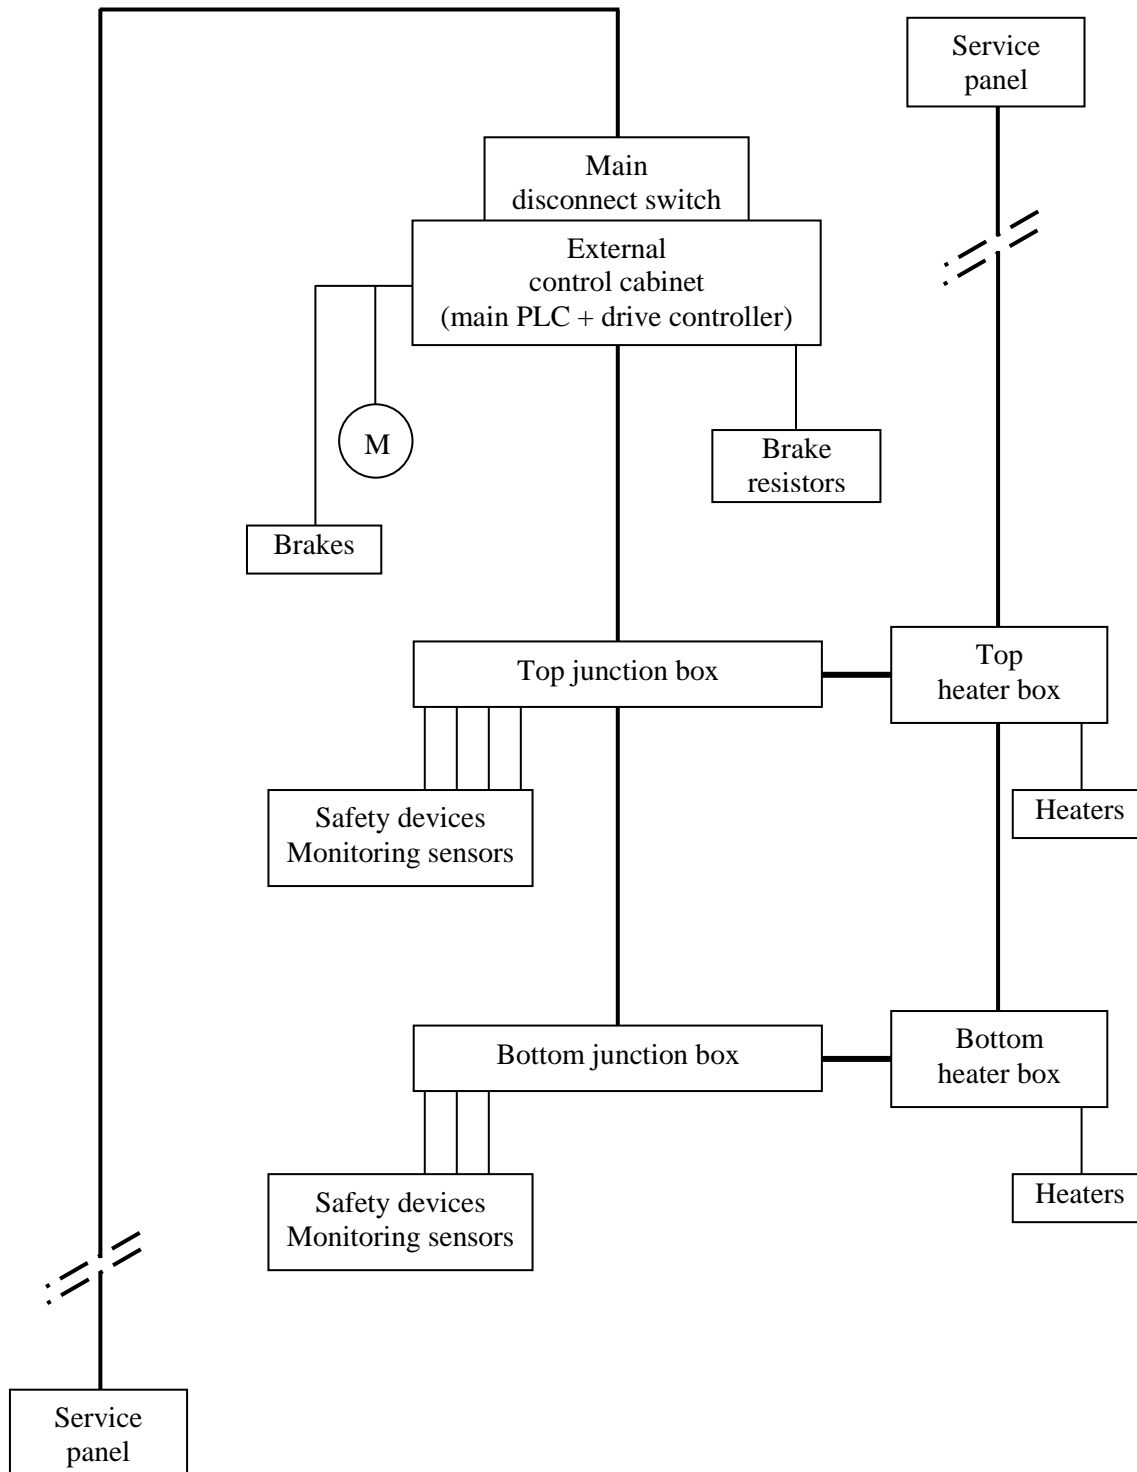 Service
panel
Main
disconnect switch
External
control cabinet
(main PLC + drive controller)
M
Brake
resistors
Brakes
Top junction box
Top
heater box
Safety devices
Monitoring sensors
Heaters
Bottom junction box
Bottom
heater box
Safety devices
Monitoring sensors
Heaters
Service
panel